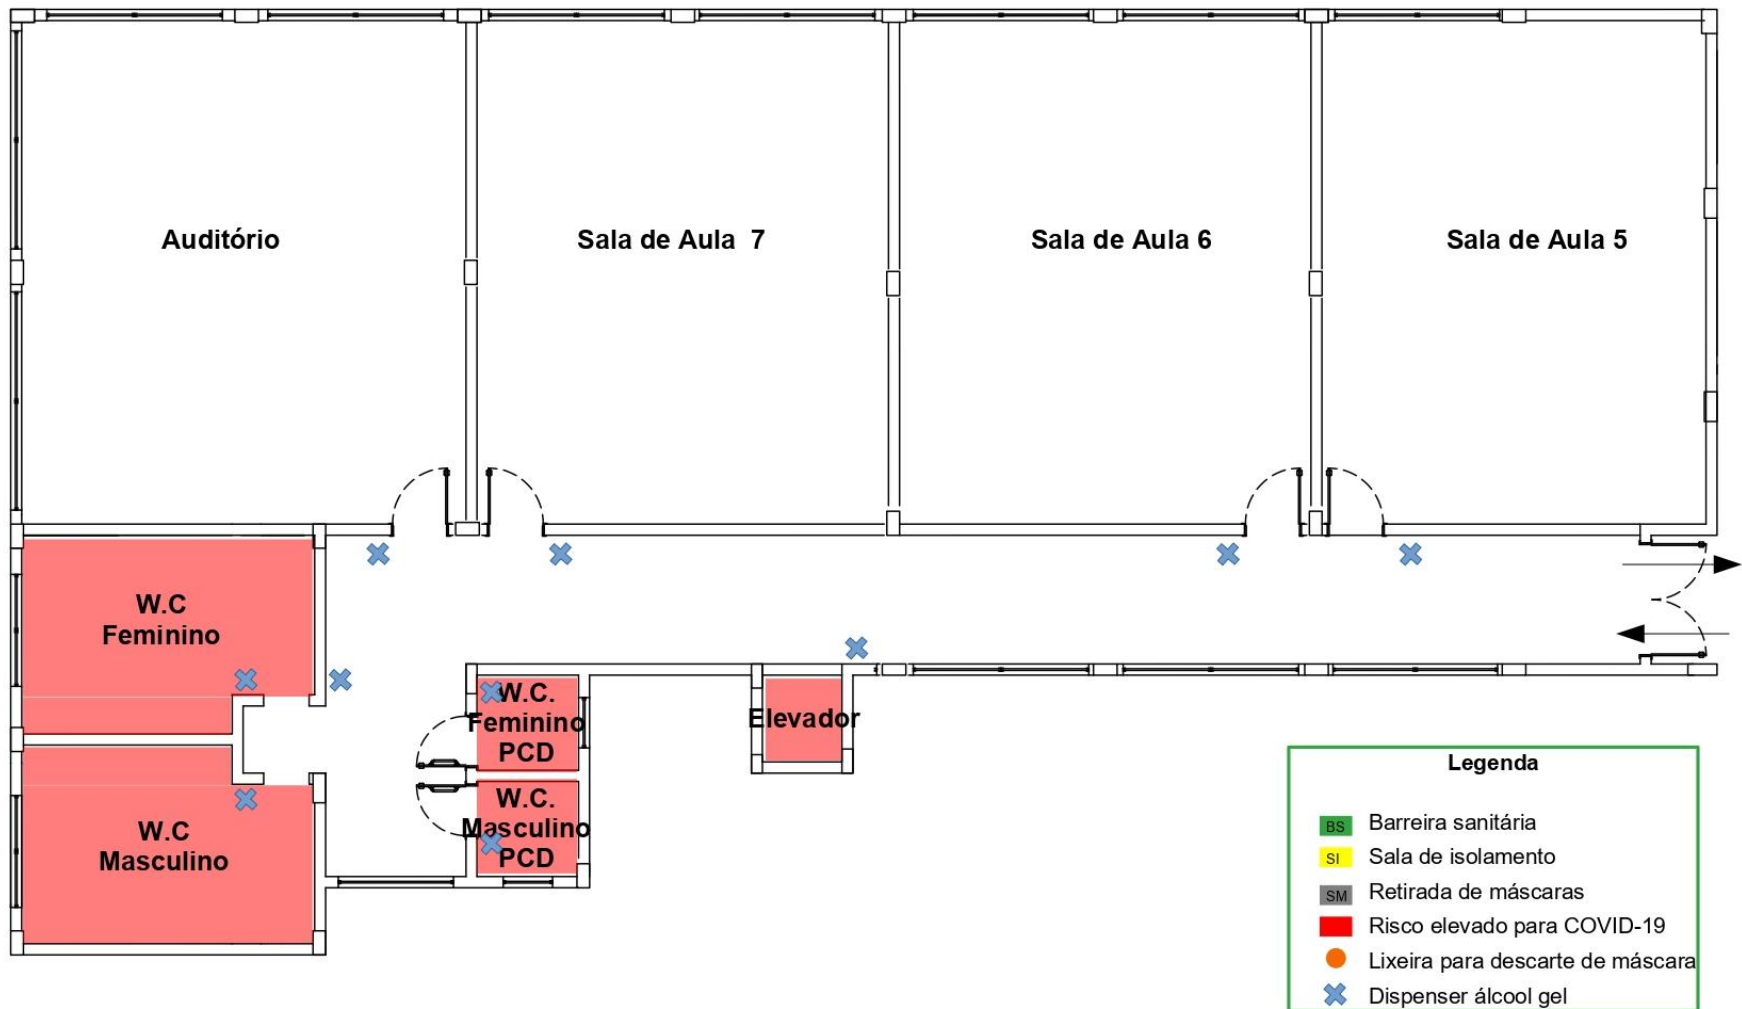 Auditório
Sala de Aula 7
Sala de Aula 6
Sala de Aula 5
W.C
Feminino
W.C.
Feminino
PCD
Elevador
W.C.
Masculino
PCD
W.C
Masculino
Legenda
BS Barreira sanitária
SI Sala de isolamento
SM Retirada de máscaras
Risco elevado para COVID-19
Lixeira para descarte de máscara
Dispenser álcool gel